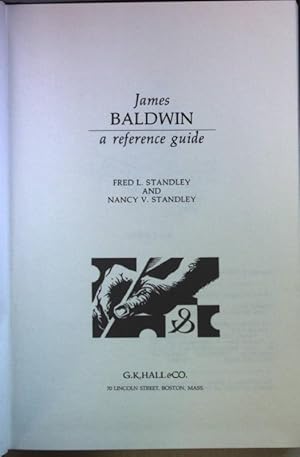 James
BALDWIN
a reference guide
FRED L. STANDLEY
AND
NANCY V. STANDLEY
&
G.K.HALL &CO.
70 LINCOLN STREET, BOSTON, MASS.